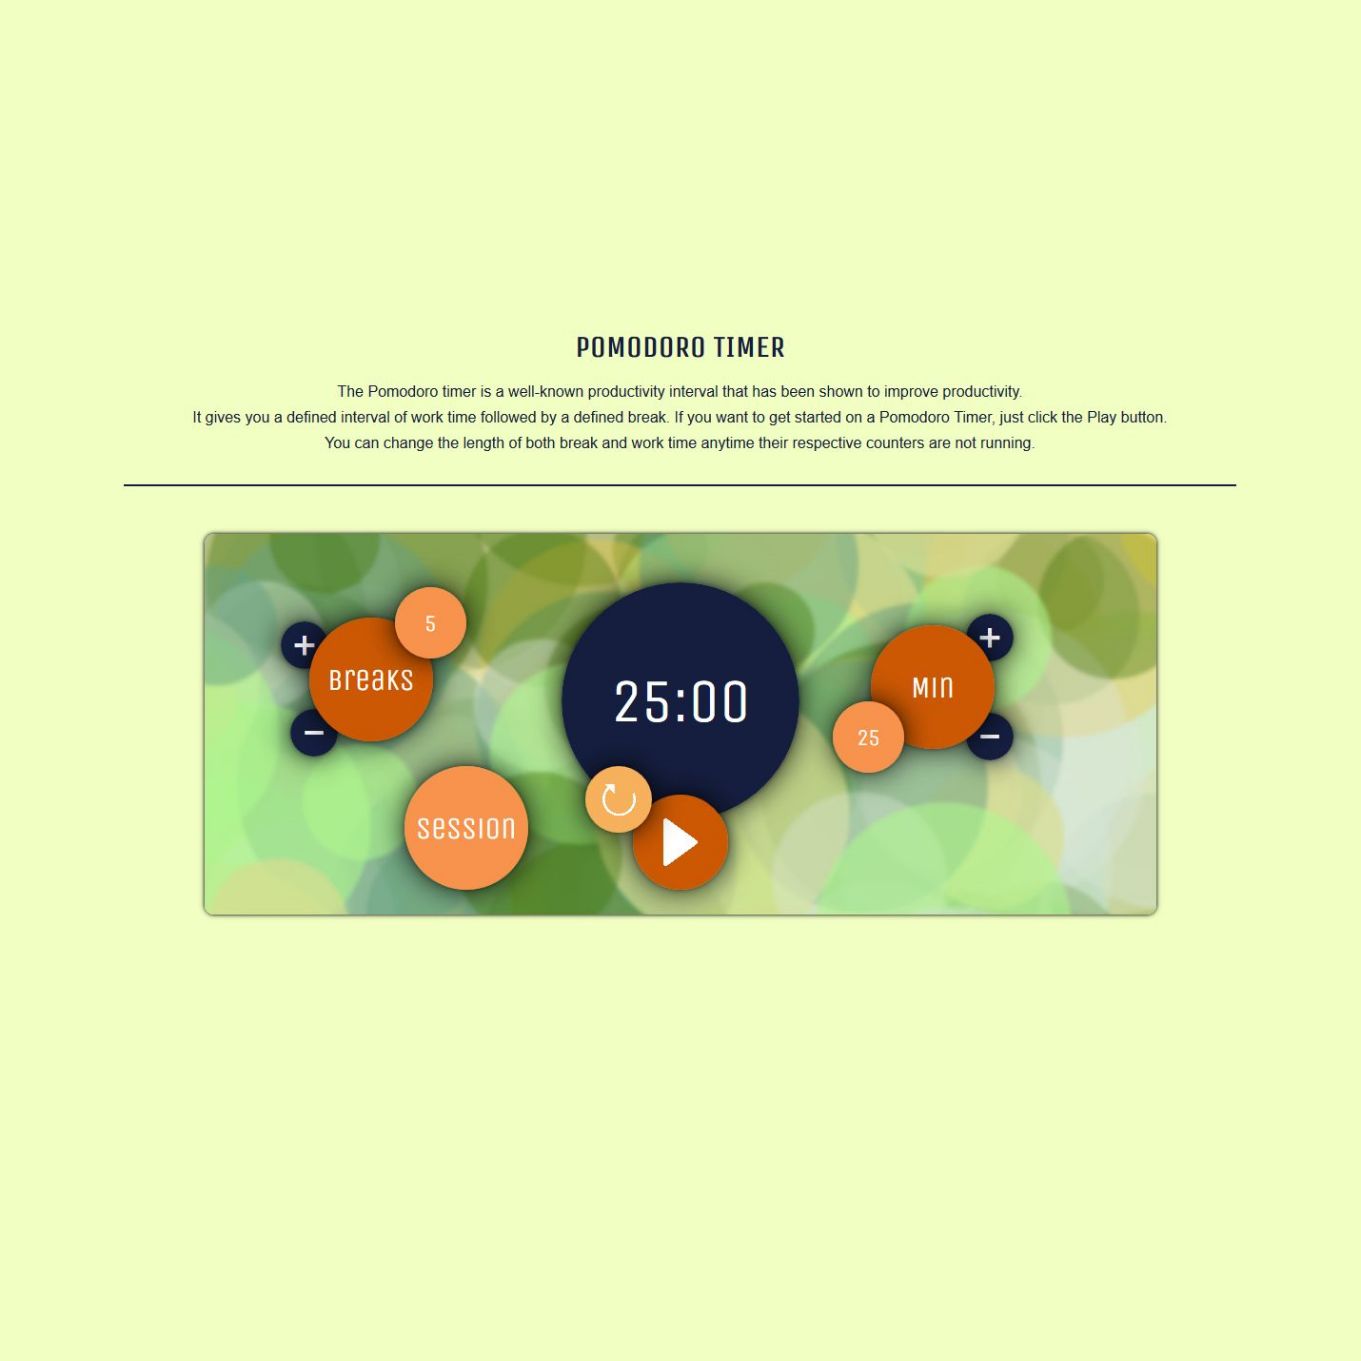 POMODORO TIMER
The Pomodoro timer is a well-known productivity interval that has been shown to improve productivity.
It gives you a defined interval of work time followed by a defined break. If you want to get started on a Pomodoro Timer, just click the Play button.
You can change the length of both break and work time anytime their respective counters are not running.
5
+
Breaks
−
session
25:00
+
Min
25
−